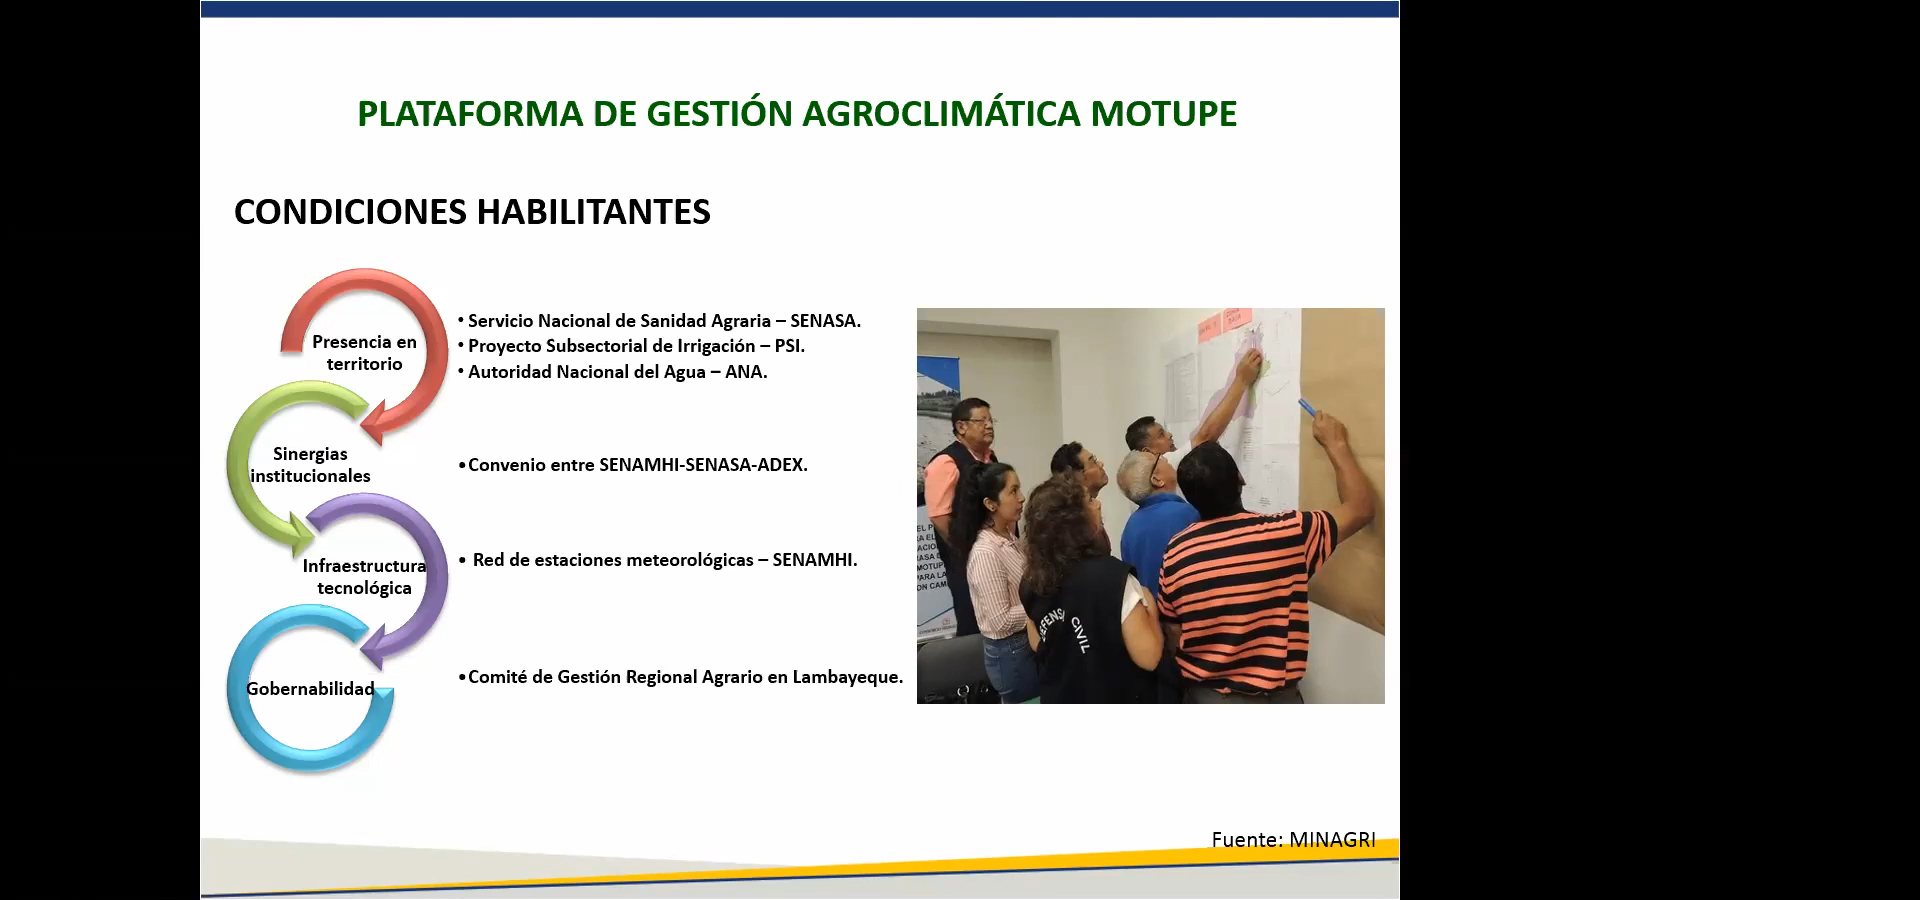 PLATAFORMA DE GESTIÓN AGROCLIMÁTICA MOTUPE
CONDICIONES HABILITANTES
Presencia en
territorio
• Servicio Nacional de Sanidad Agraria – SENASA.
• Proyecto Subsectorial de Irrigación – PSI.
• Autoridad Nacional del Agua – ANA.
Sinergias
institucionales
•Convenio entre SENAMHI-SENASA-ADEX.
Infraestructura
tecnológica
• Red de estaciones meteorológicas – SENAMHI.
Gobernabilidad
•Comité de Gestión Regional Agrario en Lambayeque.
CIVIL
Fuente: MINAGRI